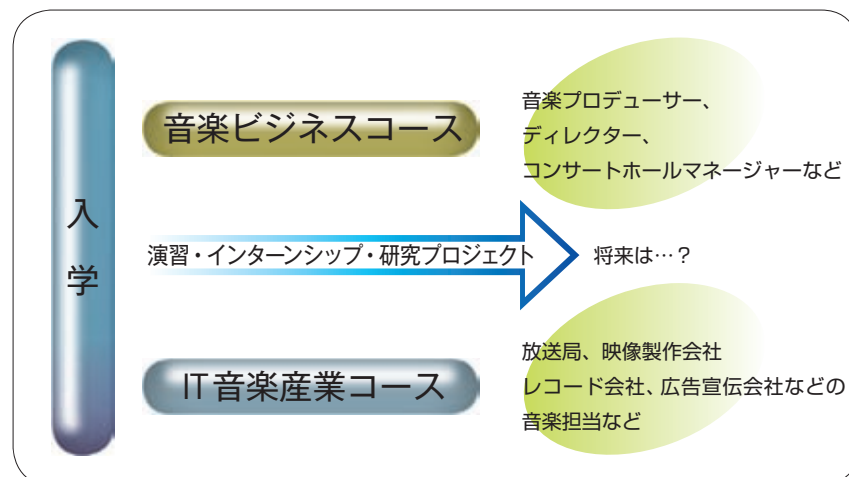 入学
音楽ビジネスコース
音楽プロデューサー、
ディレクター、
コンサートホールマネージャーなど
演習・インターンシップ・研究プロジェクト
将来は…？
IT音楽産業コース
放送局、映像製作会社
レコード会社、広告宣伝会社などの
音楽担当など